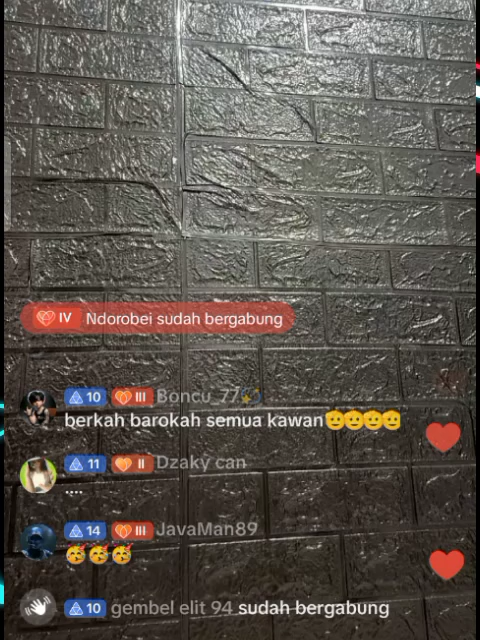 IV Ndorobei sudah bergabung
10 III Boncu_77💫
berkah barokah semua kawan🫡🫡🫡🫡
11 II Dzaky can
....
14 III JavaMan89
🥳🥳🥳
10 gembel elit 94 sudah bergabung